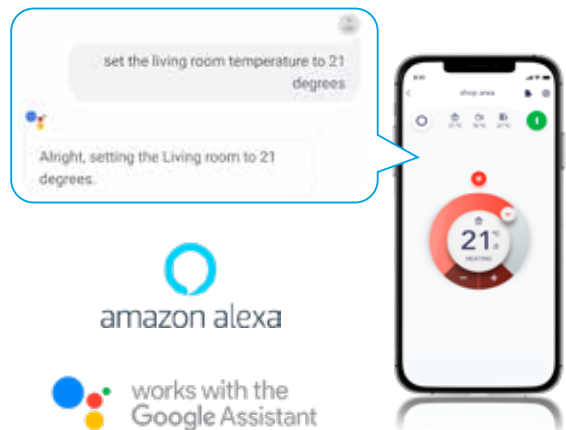 set the living room temperature to 21
degrees
Alright, setting the Living room to 21
degrees.
shop area
21
HEATING
amazon alexa
works with the
Google Assistant